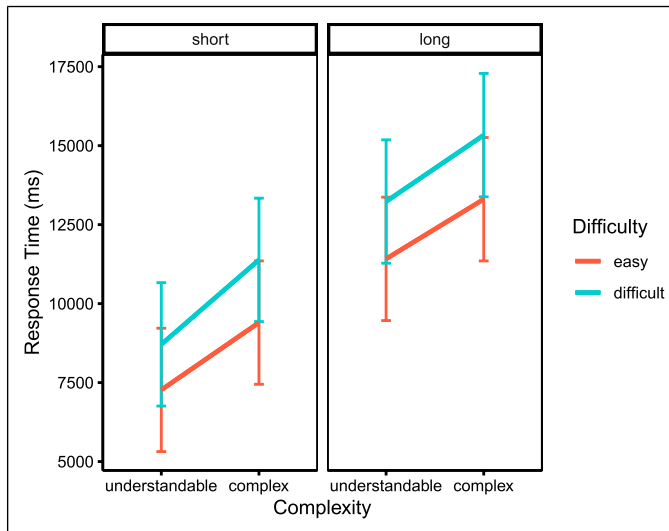 short long
17500
15000
12500
10000
7500
5000
Response Time (ms)
understandable complex understandable complex
Complexity
Difficulty
easy
difficult